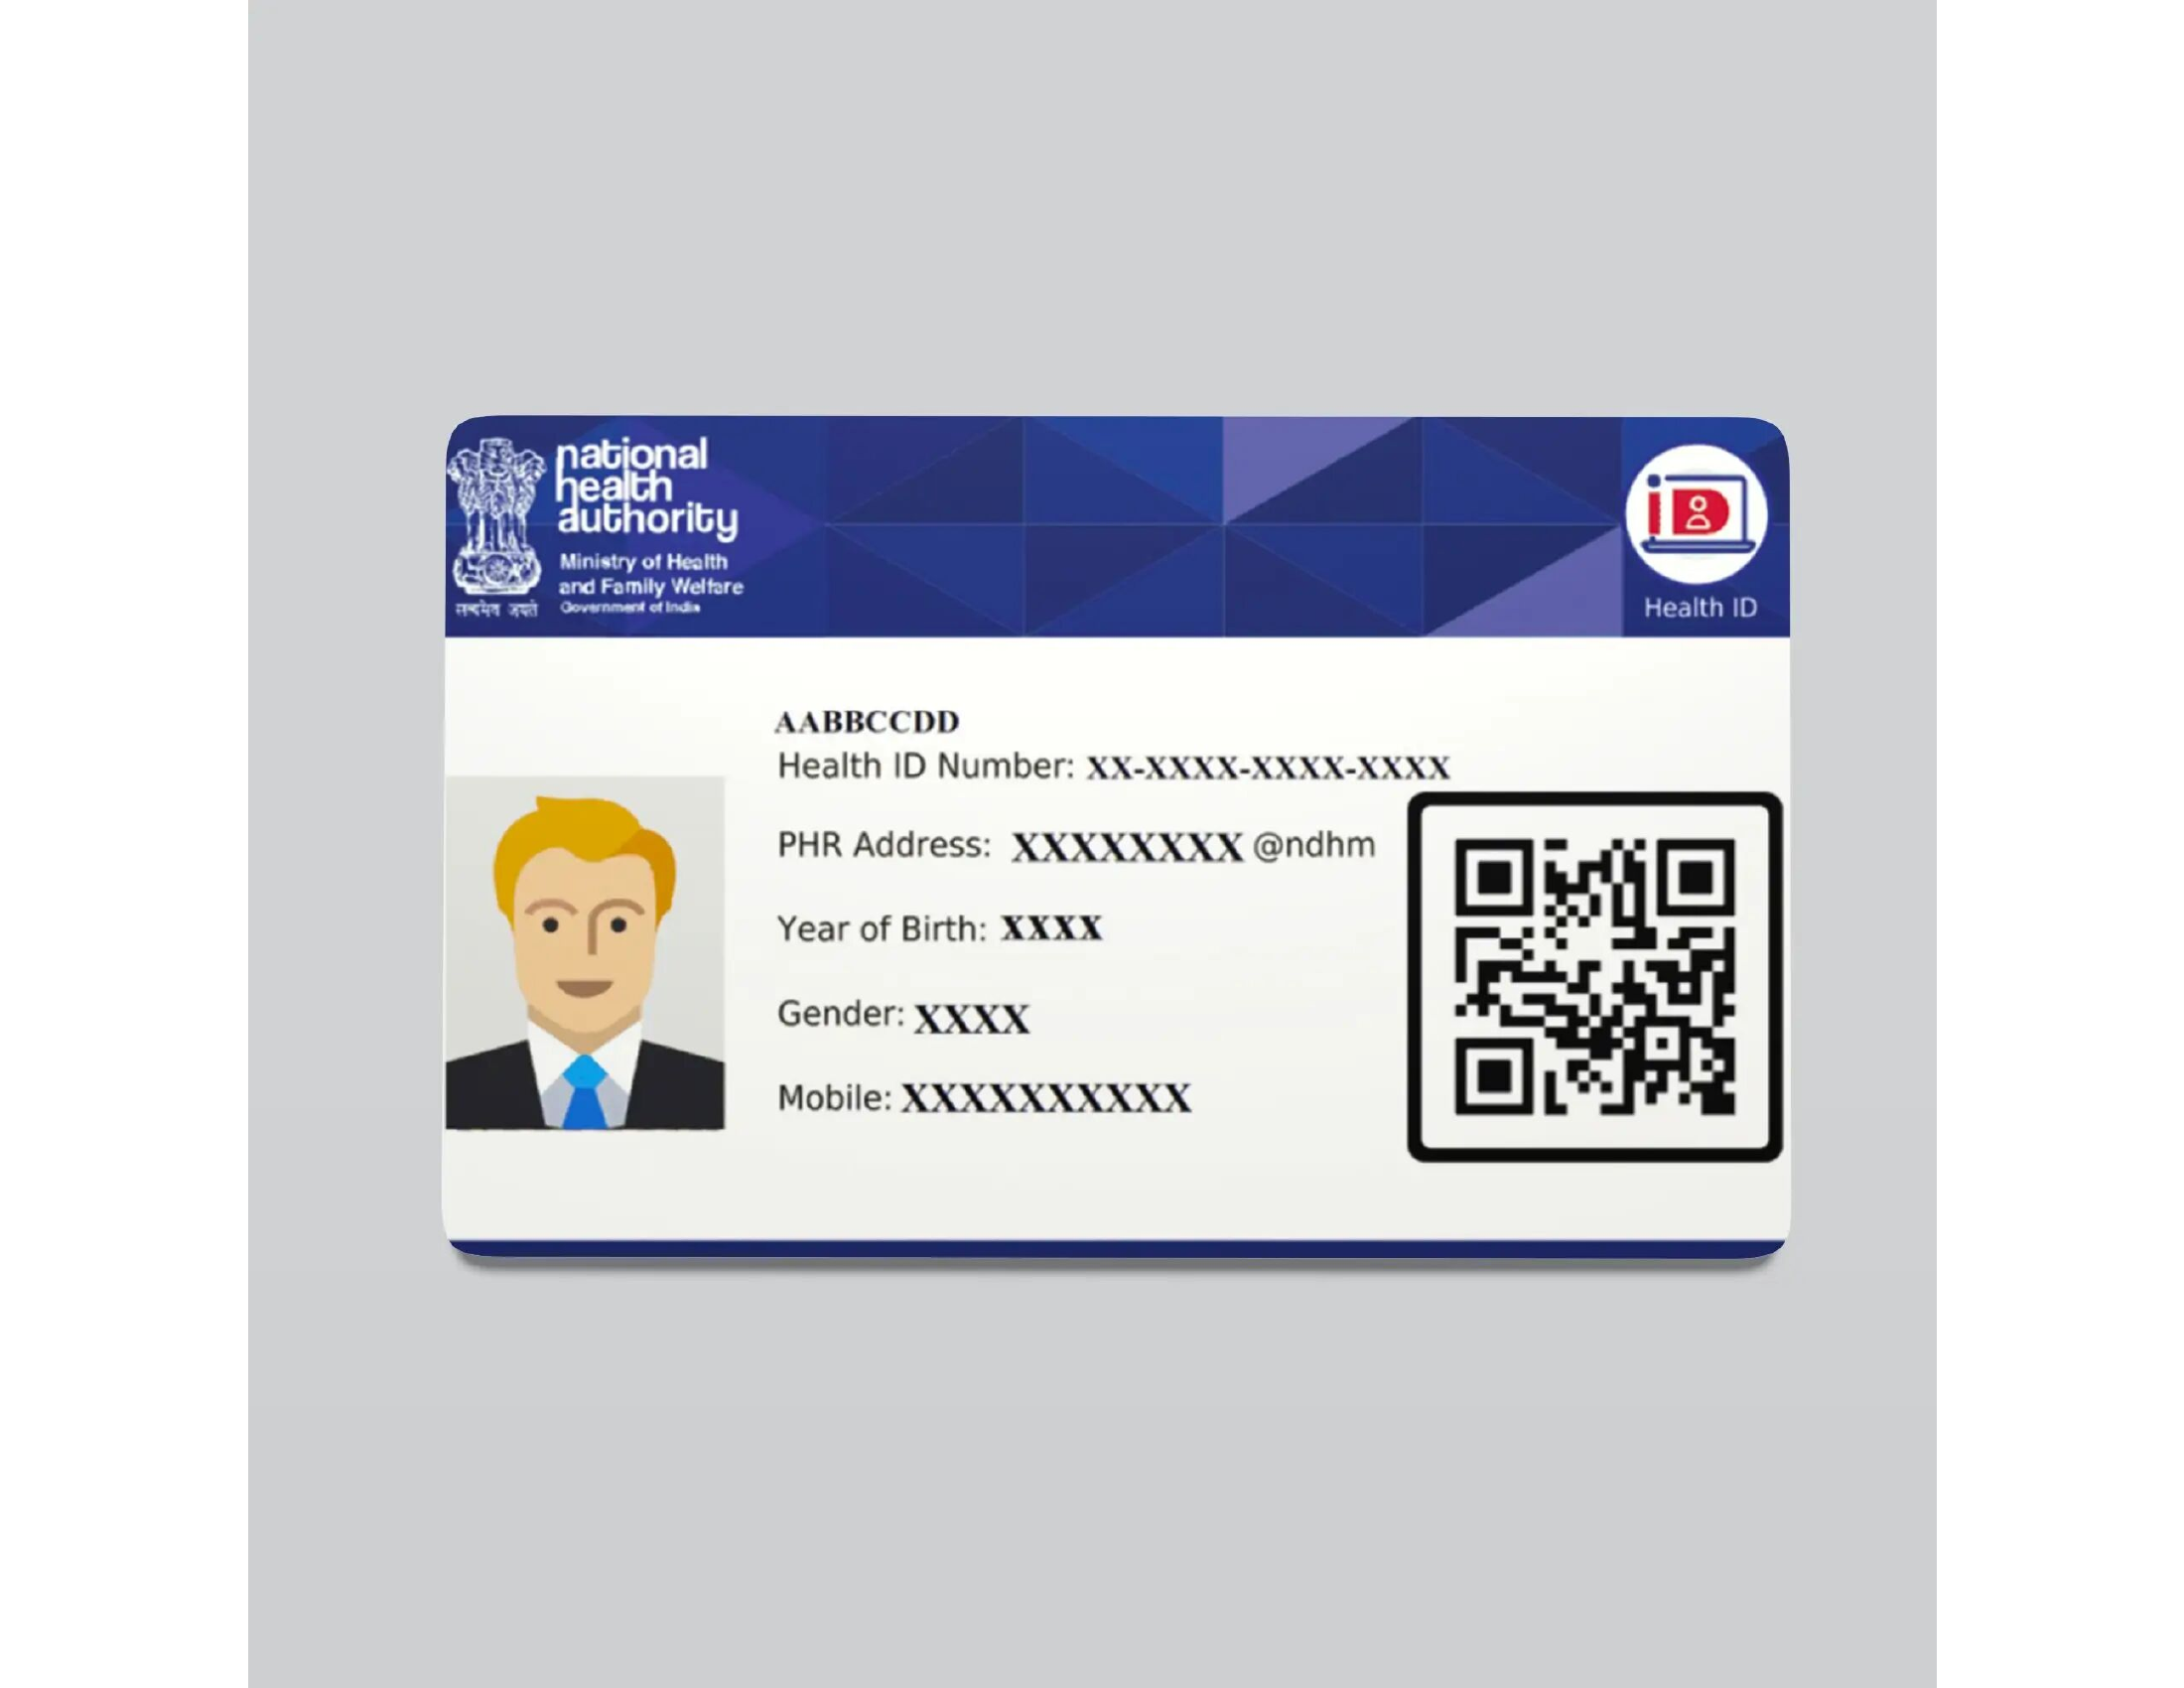 national
health
authority
Ministry of Health
and Family Welfare
Government of India
सत्यमेव जयते
iD
Health ID
AABBCCDD
Health ID Number: XX-XXXX-XXXX-XXXX
PHR Address: XXXXXXXX @ndhm
Year of Birth: XXXX
Gender: XXXX
Mobile: XXXXXXXXXX